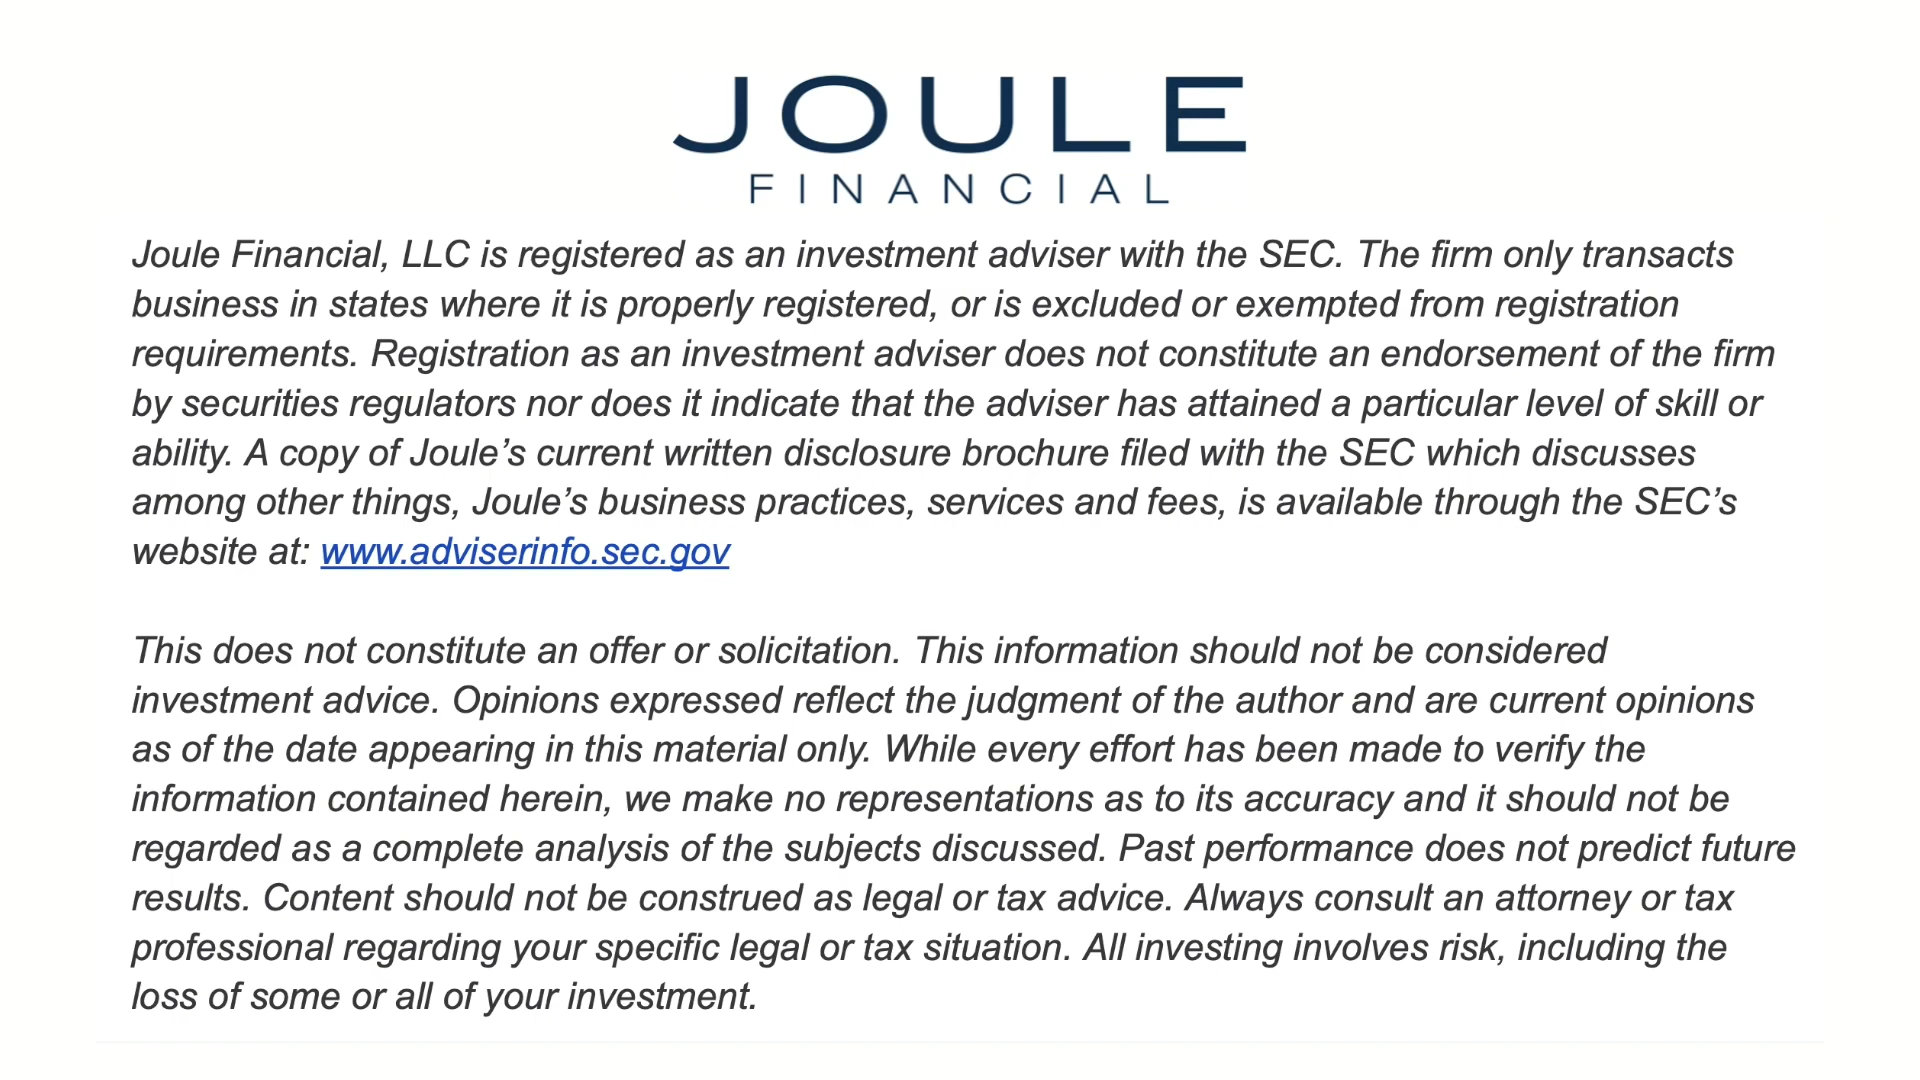 JOULE
FINANCIAL
Joule Financial, LLC is registered as an investment adviser with the SEC. The firm only transacts
business in states where it is properly registered, or is excluded or exempted from registration
requirements. Registration as an investment adviser does not constitute an endorsement of the firm
by securities regulators nor does it indicate that the adviser has attained a particular level of skill or
ability. A copy of Joule’s current written disclosure brochure filed with the SEC which discusses
among other things, Joule’s business practices, services and fees, is available through the SEC’s
website at: www.adviserinfo.sec.gov
This does not constitute an offer or solicitation. This information should not be considered
investment advice. Opinions expressed reflect the judgment of the author and are current opinions
as of the date appearing in this material only. While every effort has been made to verify the
information contained herein, we make no representations as to its accuracy and it should not be
regarded as a complete analysis of the subjects discussed. Past performance does not predict future
results. Content should not be construed as legal or tax advice. Always consult an attorney or tax
professional regarding your specific legal or tax situation. All investing involves risk, including the
loss of some or all of your investment.